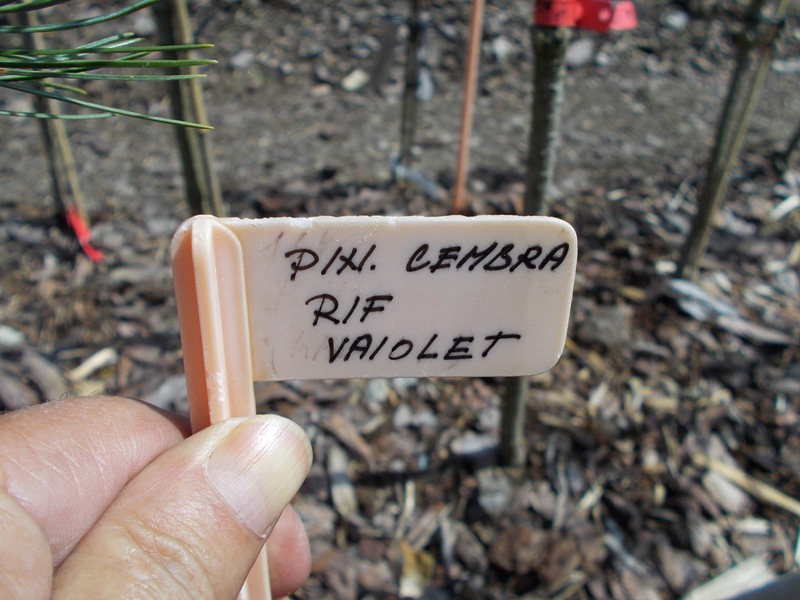 PIN. CEMBRA
RIF
VAIOLET